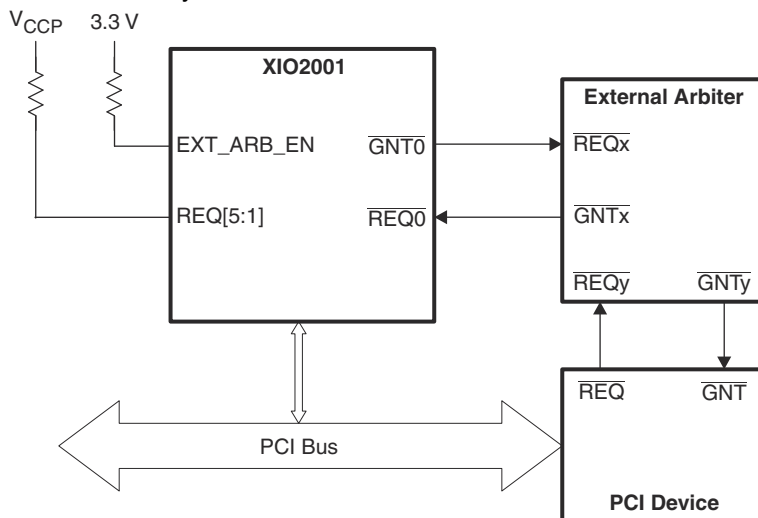 V_CCP 3.3 V
XIO2001
External Arbiter
EXT_ARB_EN
GNT0
REQx
REQ[5:1]
REQ0
GNTx
REQy
GNTy
REQ
GNT
PCI Bus
PCI Device